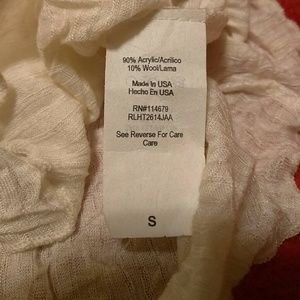 90% Acrylic/Acrilico
10% Wool/Lama
Made In USA
Hecho En USA
RN#114679
RLHT2614JAA
See Reverse For Care
Care
S